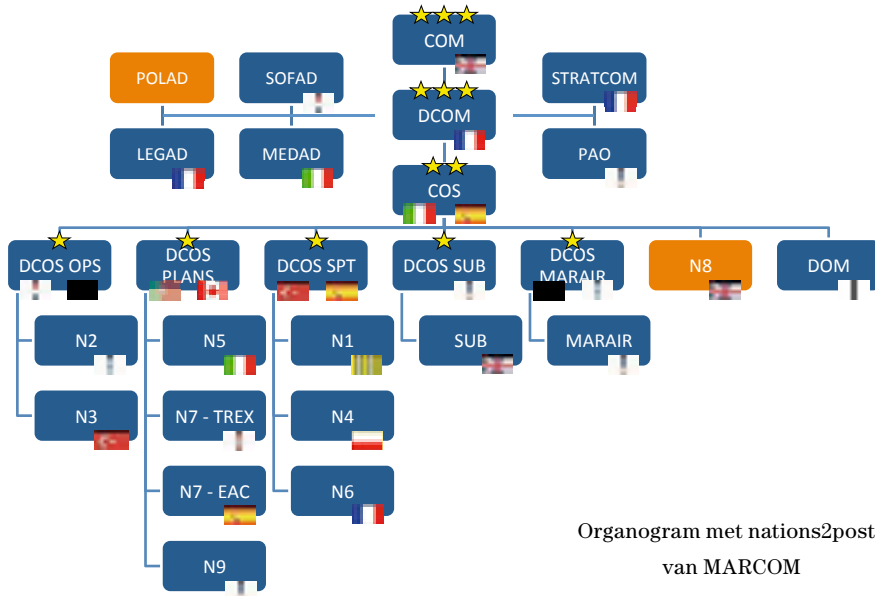 COM
POLAD
SOFAD
STRATCOM
DCOM
LEGAD
MEDAD
PAO
COS
DCOS OPS
DCOS
PLANS
DCOS SPT
DCOS SUB
DCOS
MARAIR
N8
DOM
N2
N5
N1
SUB
MARAIR
N3
N7 - TREX
N4
N7 - EAC
N6
N9
Organogram met nations2post
van MARCOM